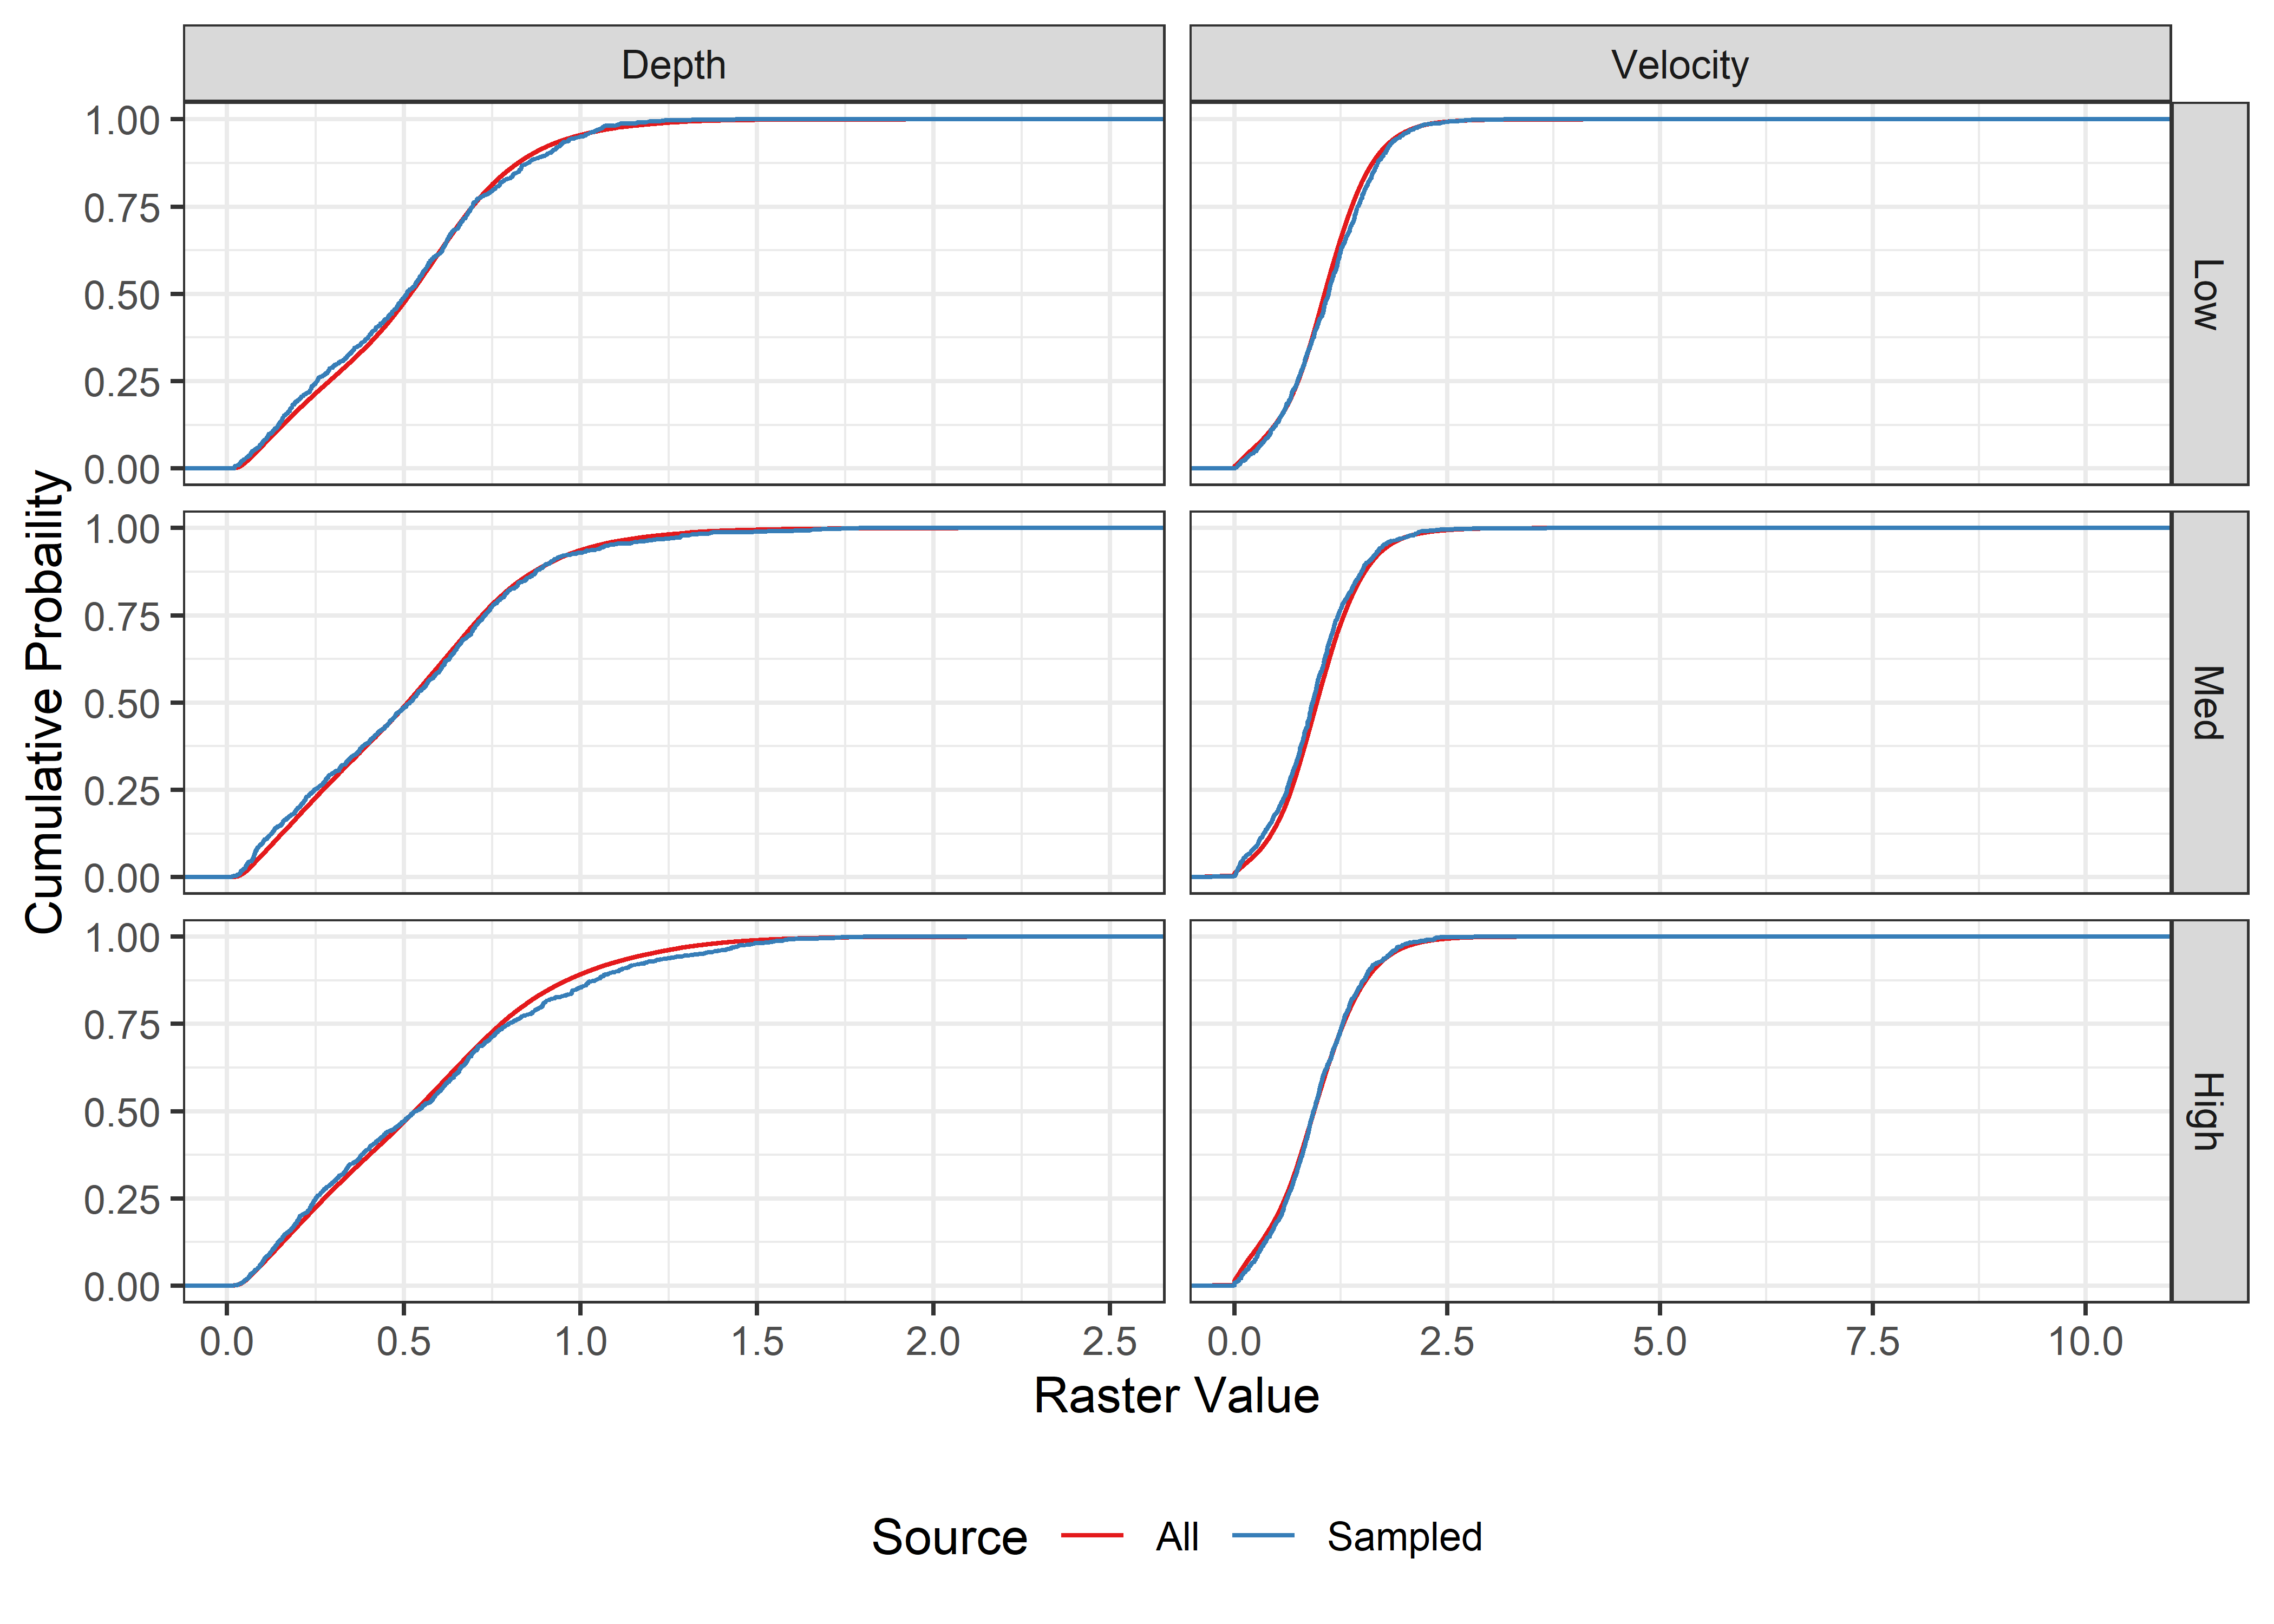 Depth
Velocity
1.00
0.75
0.50
0.25
0.00
Low
1.00
0.75
0.50
0.25
0.00
Med
1.00
0.75
0.50
0.25
0.00
High
Cumulative Probaility
0.0 0.5 1.0 1.5 2.0 2.5
0.0 2.5 5.0 7.5 10.0
Raster Value
Source All Sampled